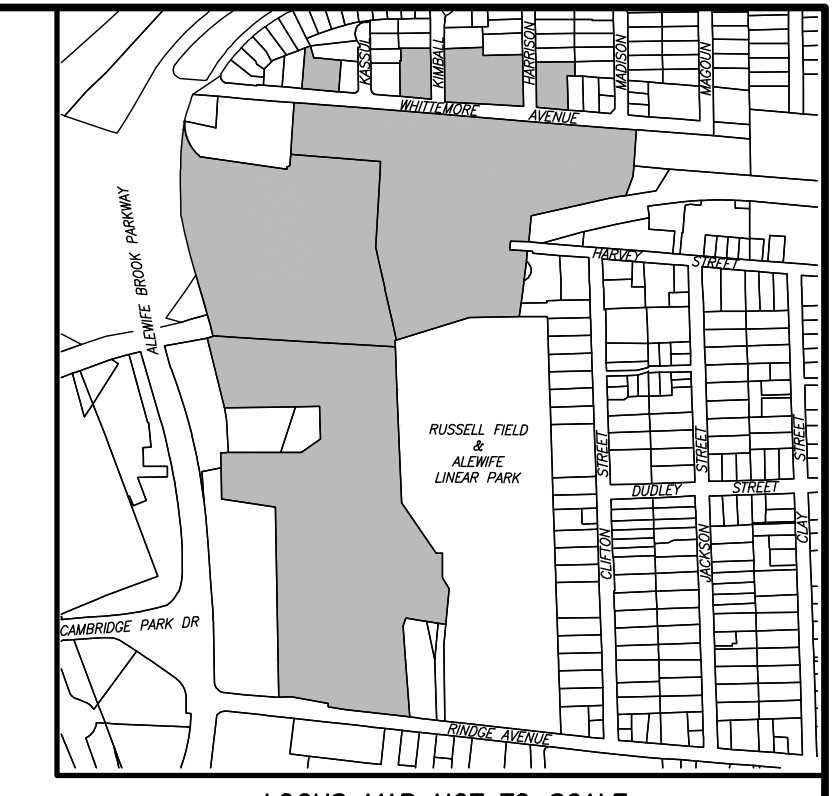 KASSUL
KIMBALL
HARRISON
MADISON
MAGOUN
WHITTEMORE AVENUE
ALEWIFE BROOK PARKWAY
HARVEY STREET
RUSSELL FIELD
&
ALEWIFE
LINEAR PARK
CLIFTON STREET
JACKSON STREET
CLAY STREET
DUDLEY STREET
CAMBRIDGE PARK DR
RINDGE AVENUE
LOCUS MAP NOT TO SCALE